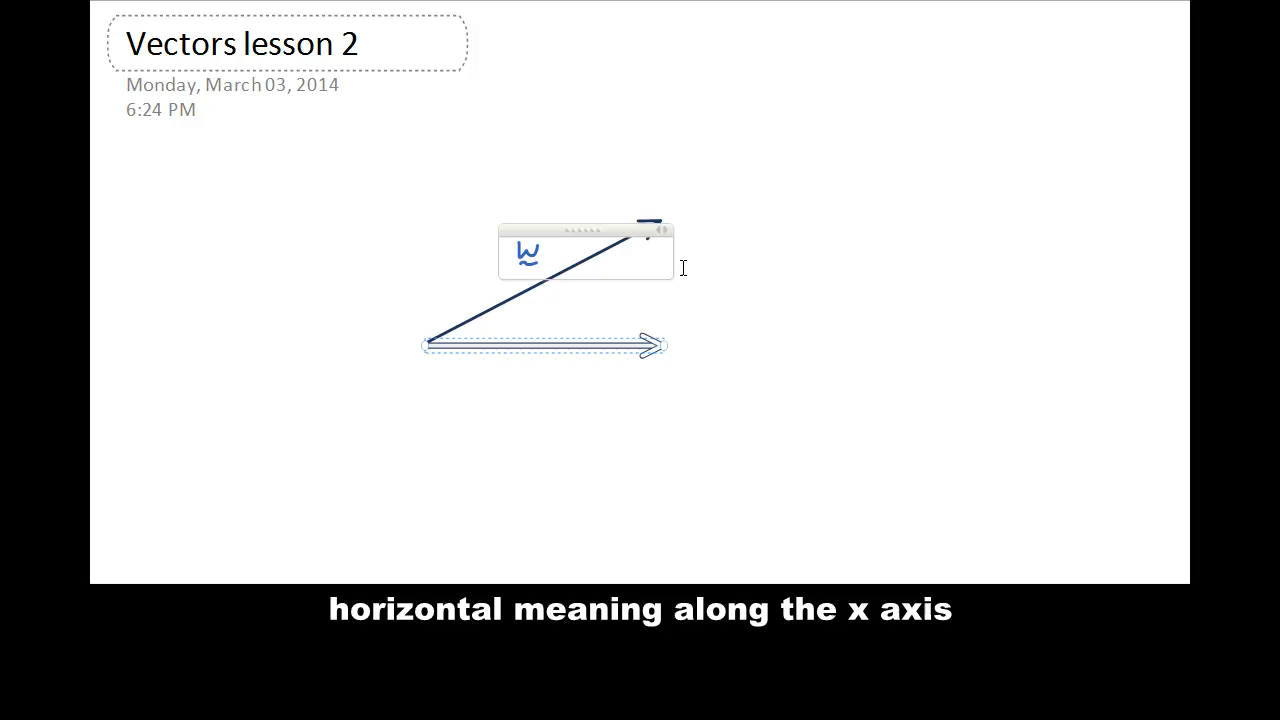 Vectors lesson 2
Monday, March 03, 2014
6:24 PM
w
horizontal meaning along the x axis